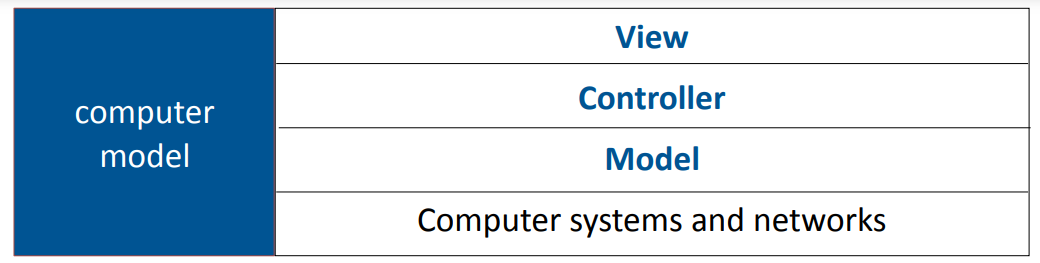 computer
model
View
Controller
Model
Computer systems and networks